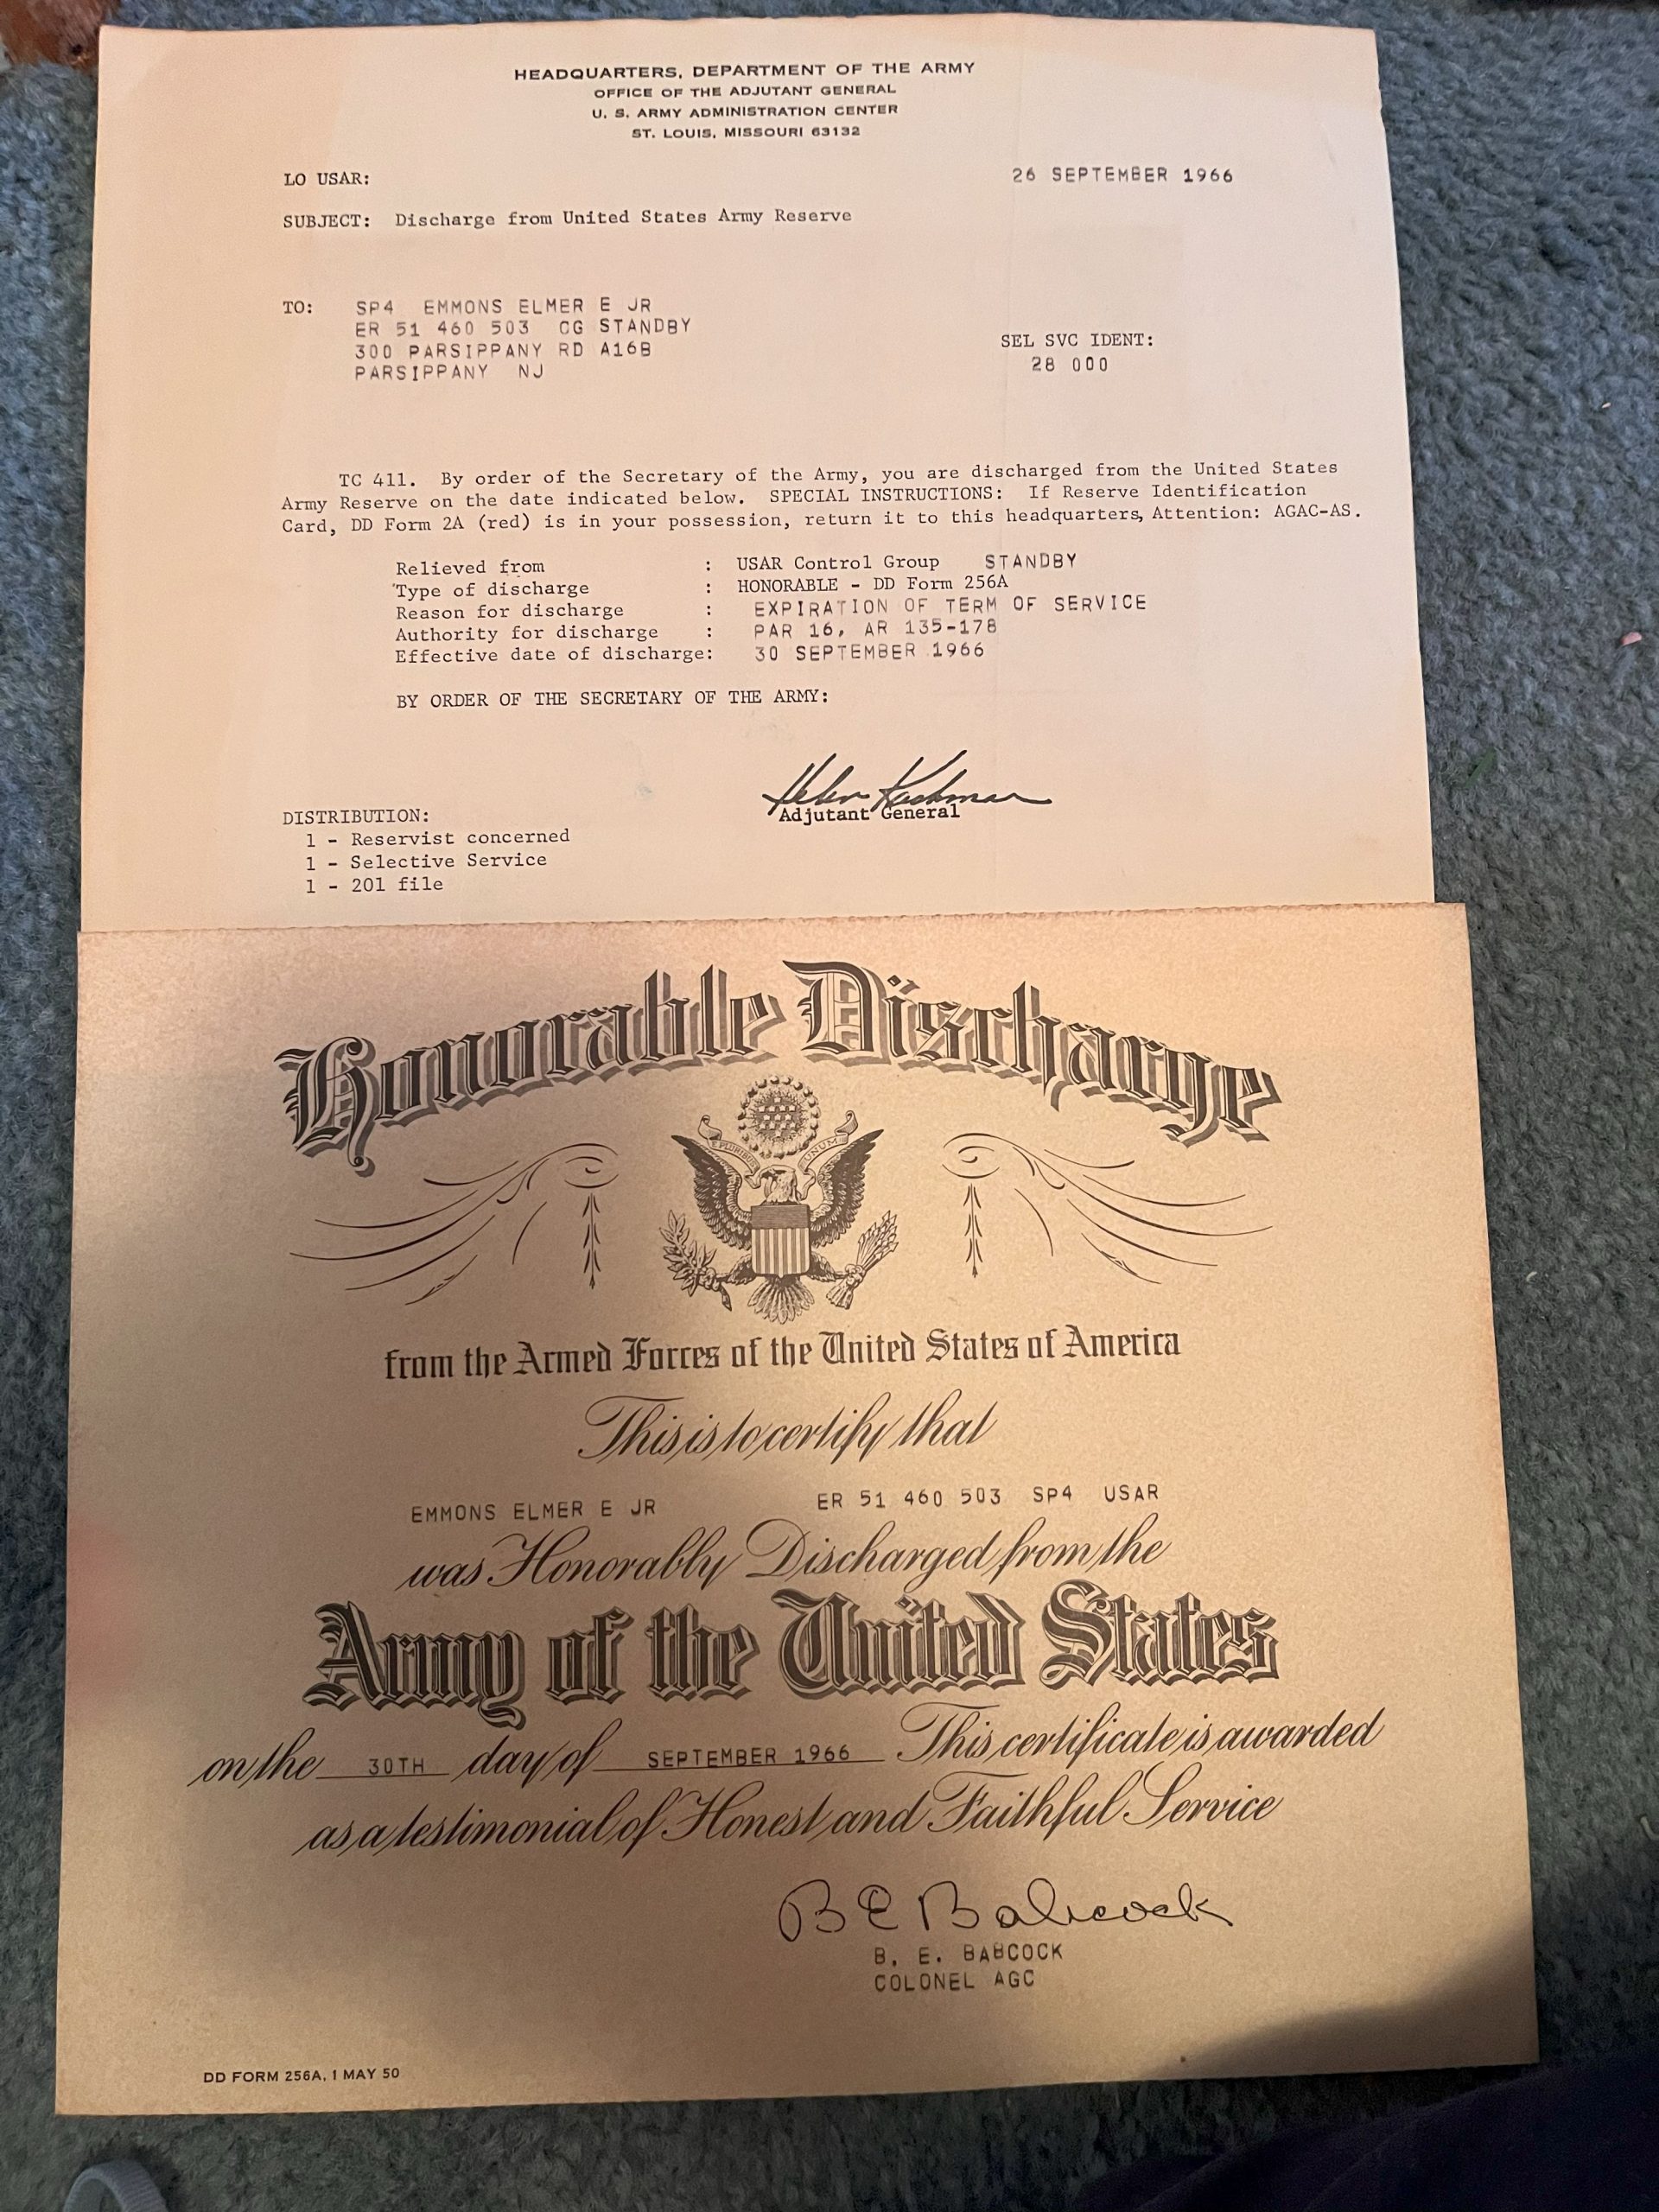 HEADQUARTERS, DEPARTMENT OF THE ARMY
OFFICE OF THE ADJUTANT GENERAL
U. S. ARMY ADMINISTRATION CENTER
ST. LOUIS, MISSOURI 63132
LO USAR: 26 SEPTEMBER 1966
SUBJECT: Discharge from United States Army Reserve
TO: SP4 EMMONS ELMER E JR
ER 51 460 503 CG STANDBY
300 PARSIPPANY RD A16B
PARSIPPANY NJ
SEL SVC IDENT:
28 000
TC 411. By order of the Secretary of the Army, you are discharged from the United States
Army Reserve on the date indicated below. SPECIAL INSTRUCTIONS: If Reserve Identification
Card, DD Form 2A (red) is in your possession, return it to this headquarters, Attention: AGAC-AS.
Relieved from : USAR Control Group STANDBY
Type of discharge : HONORABLE - DD Form 256A
Reason for discharge : EXPIRATION OF TERM OF SERVICE
Authority for discharge : PAR 16, AR 135-178
Effective date of discharge: 30 SEPTEMBER 1966
BY ORDER OF THE SECRETARY OF THE ARMY:
Adjutant General
DISTRIBUTION:
1 - Reservist concerned
1 - Selective Service
1 - 201 file
Honorable Discharge
E PLURIBUS UNUM
from the Armed Forces of the United States of America
This is to certify that
EMMONS ELMER E JR ER 51 460 503 SP4 USAR
was Honorably Discharged from the
Army of the United States
on the 30TH day of SEPTEMBER 1966 This certificate is awarded
as a testimonial of Honest and Faithful Service
B E Babcock
B. E. BABCOCK
COLONEL AGC
DD FORM 256A, 1 MAY 50